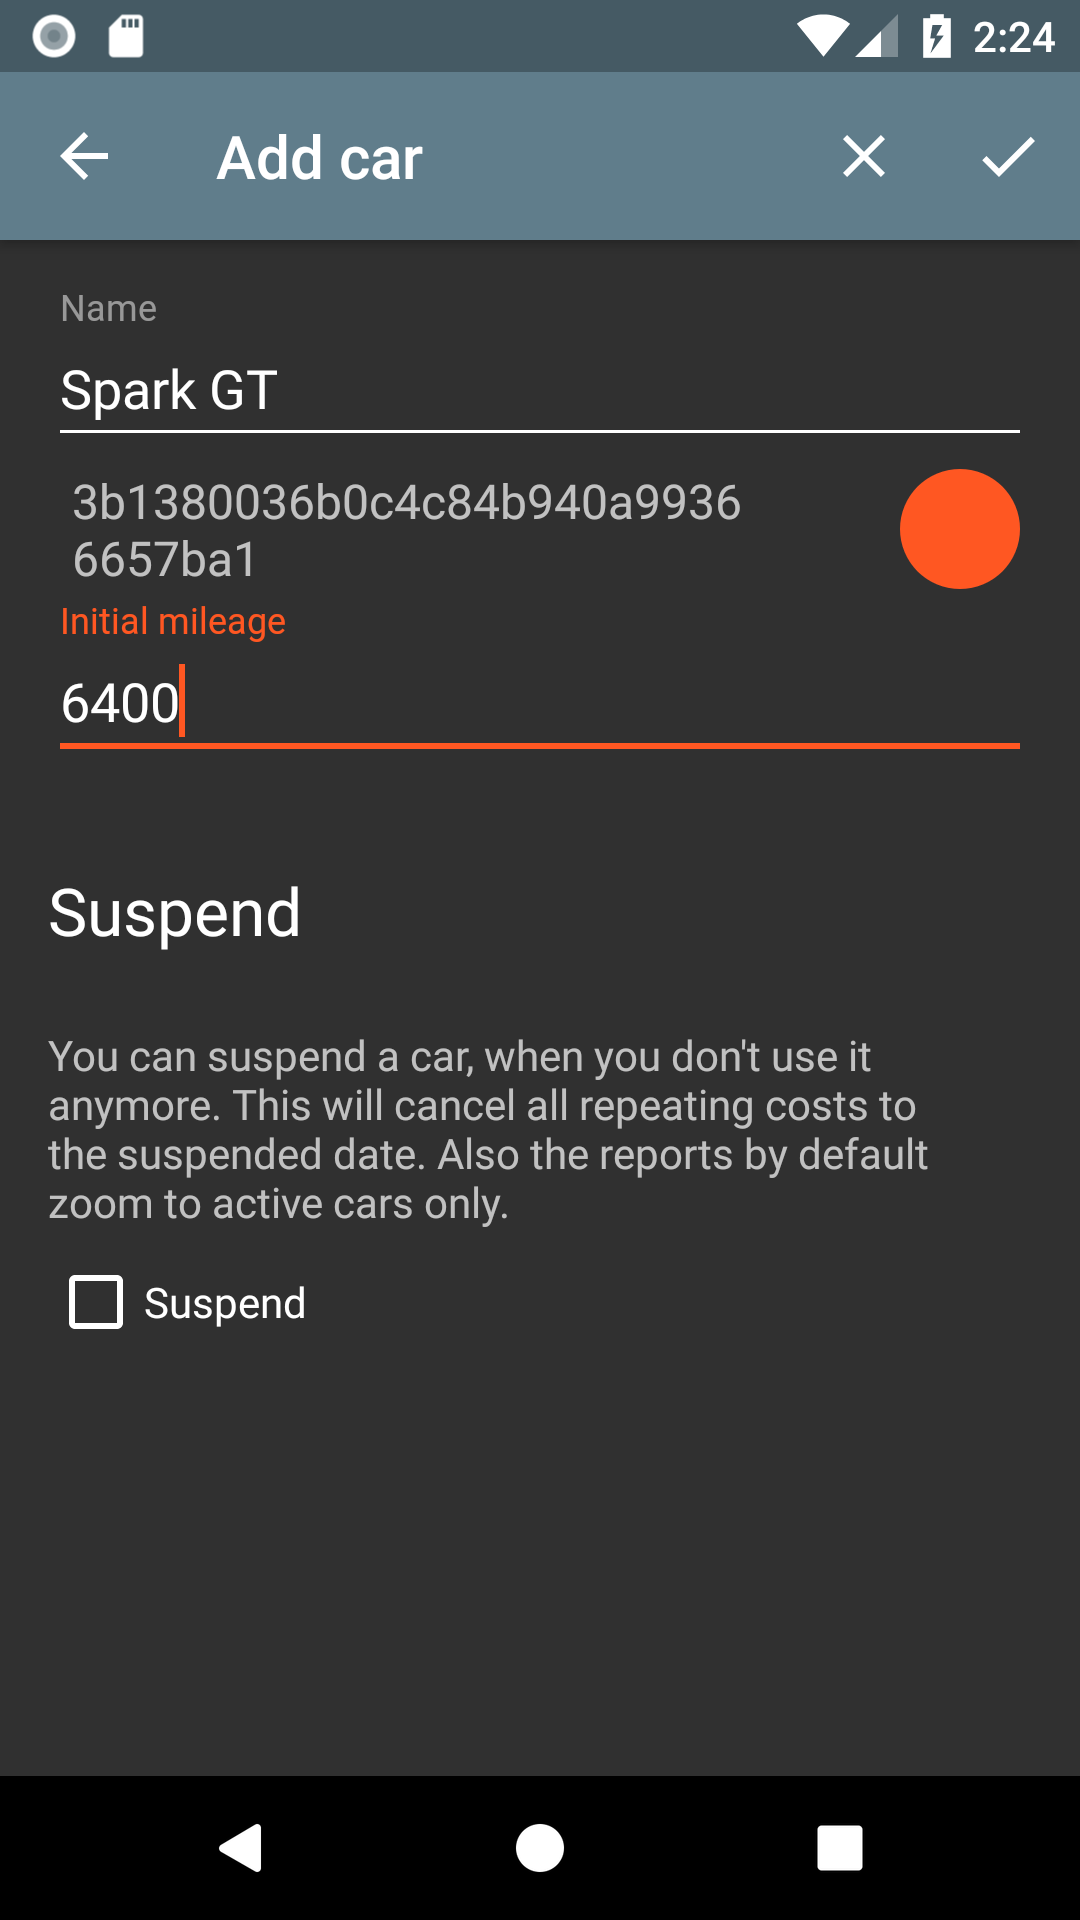 2:24
Add car
Name
Spark GT
3b1380036b0c4c84b940a9936
6657ba1
Initial mileage
6400
Suspend
You can suspend a car, when you don't use it
anymore. This will cancel all repeating costs to
the suspended date. Also the reports by default
zoom to active cars only.
Suspend